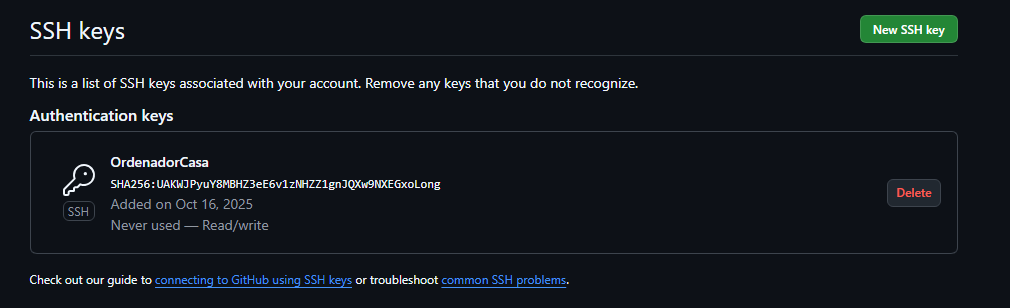 SSH keys
New SSH key
This is a list of SSH keys associated with your account. Remove any keys that you do not recognize.
Authentication keys
OrdenadorCasa
SHA256:UAKWJPyuY8MBHZ3eE6v1zNHZZ1gnJQXw9NXEGxoLong
Added on Oct 16, 2025
Never used — Read/write
SSH
Delete
Check out our guide to connecting to GitHub using SSH keys or troubleshoot common SSH problems.